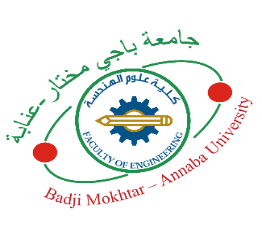 جامعة باجي مختار -عنابة
كلية علوم الهندسة
FACULTY OF ENGINEERING
Badji Mokhtar – Annaba University